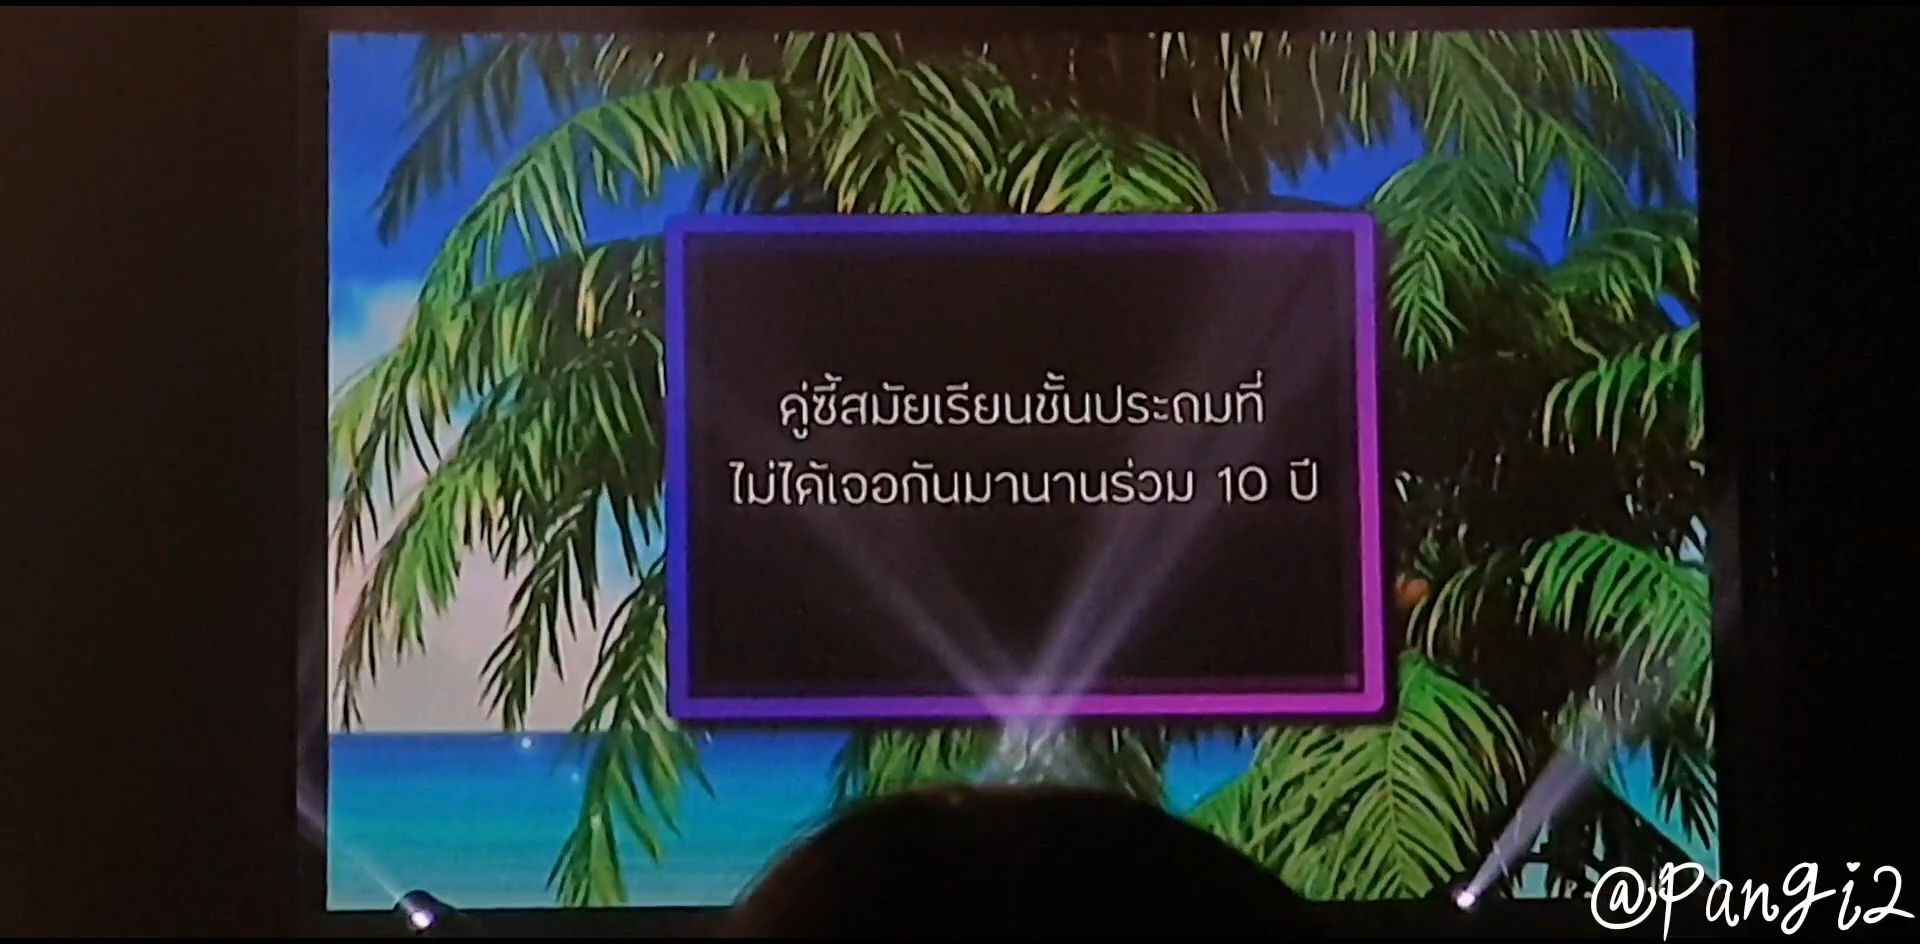 คู่ซี้สมัยเรียนชั้นประถมที่
ไม่ได้เจอกันมานานร่วม 10 ปี
@Pangi2